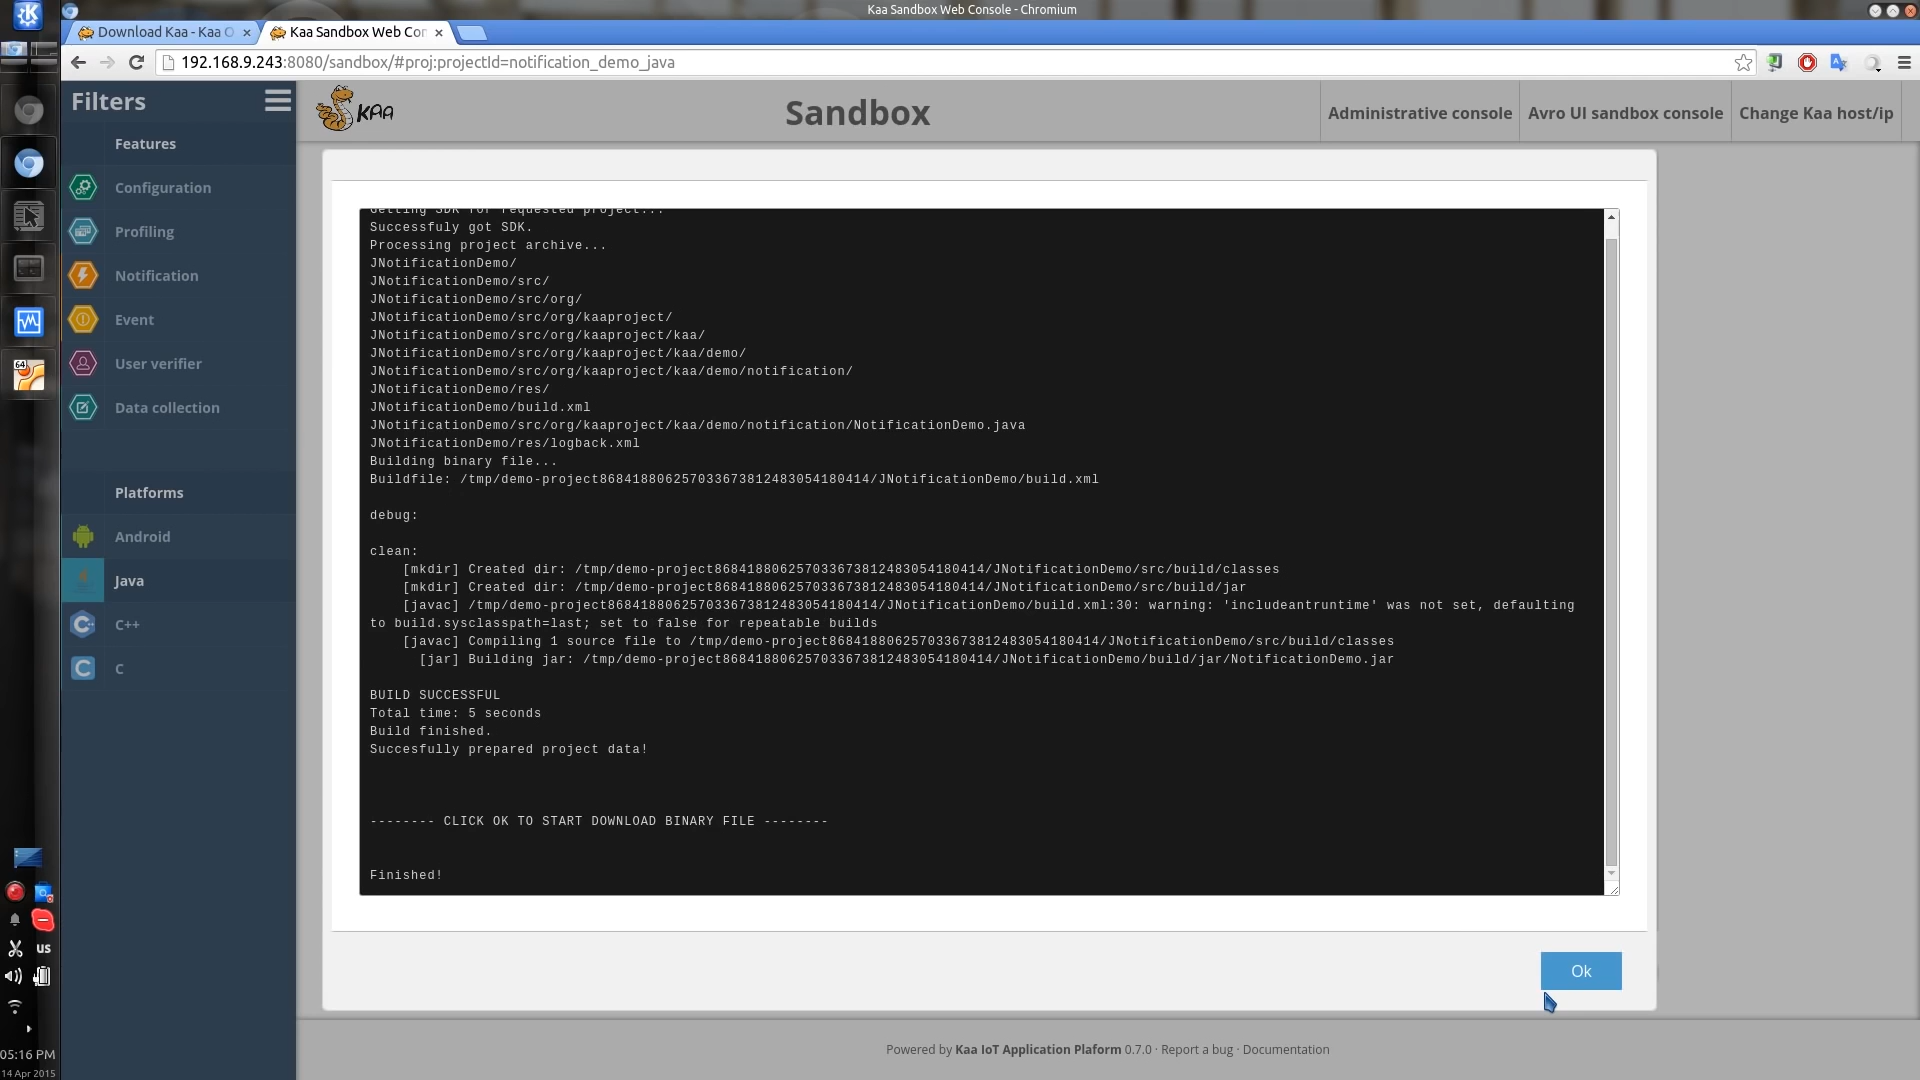 Kaa Sandbox Web Console - Chromium
Download Kaa - Kaa O
Kaa Sandbox Web Con
192.168.9.243:8080/sandbox/#proj:projectId=notification_demo_java
Filters
KAA
Sandbox
Administrative console
Avro UI sandbox console
Change Kaa host/ip
Features
Configuration
Profiling
Notification
Event
User verifier
Data collection
Platforms
Android
Java
C++
C
64
Getting SDK for requested project...
Successfuly got SDK.
Processing project archive...
JNotificationDemo/
JNotificationDemo/src/
JNotificationDemo/src/org/
JNotificationDemo/src/org/kaaproject/
JNotificationDemo/src/org/kaaproject/kaa/
JNotificationDemo/src/org/kaaproject/kaa/demo/
JNotificationDemo/src/org/kaaproject/kaa/demo/notification/
JNotificationDemo/res/
JNotificationDemo/build.xml
JNotificationDemo/src/org/kaaproject/kaa/demo/notification/NotificationDemo.java
JNotificationDemo/res/logback.xml
Building binary file...
Buildfile: /tmp/demo-project8684188062570336738124830541804​14/JNotificationDemo/build.xml
debug:
clean:
[mkdir] Created dir: /tmp/demo-project868418806257033673812483054180414/JNotificationDemo/src/build/classes
[mkdir] Created dir: /tmp/demo-project868418806257033673812483054180414/JNotificationDemo/src/build/jar
[javac] /tmp/demo-project868418806257033673812483054180414/JNotificationDemo/build.xml:30: warning: 'includeantruntime' was not set, defaulting
to build.sysclasspath=last; set to false for repeatable builds
[javac] Compiling 1 source file to /tmp/demo-project868418806257033673812483054180414/JNotificationDemo/src/build/classes
[jar] Building jar: /tmp/demo-project868418806257033673812483054180414/JNotificationDemo/build/jar/NotificationDemo.jar
BUILD SUCCESSFUL
Total time: 5 seconds
Build finished.
Succesfully prepared project data!
-------- CLICK OK TO START DOWNLOAD BINARY FILE --------
Finished!
Ok
us
05:16 PM
14 Apr 2015
Powered by Kaa IoT Application Plaform 0.7.0 · Report a bug · Documentation